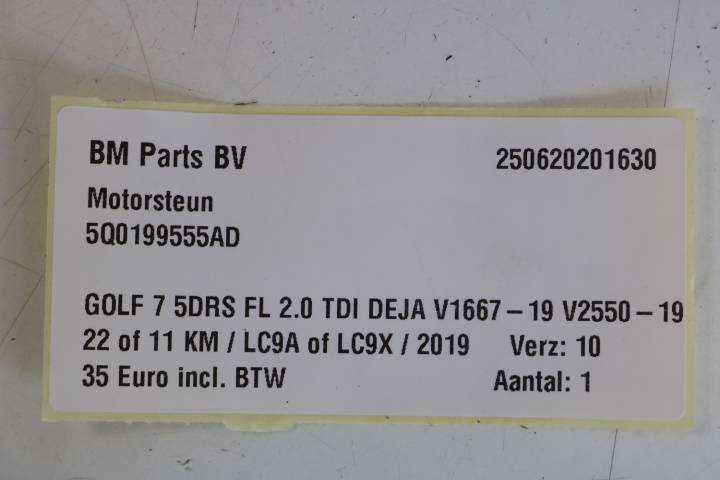 BM Parts BV 250620201630
Motorsteun
5Q0199555AD
GOLF 7 5DRS FL 2.0 TDI DEJA V1667 – 19 V2550 – 19
22 of 11 KM / LC9A of LC9X / 2019 Verz: 10
35 Euro incl. BTW Aantal: 1